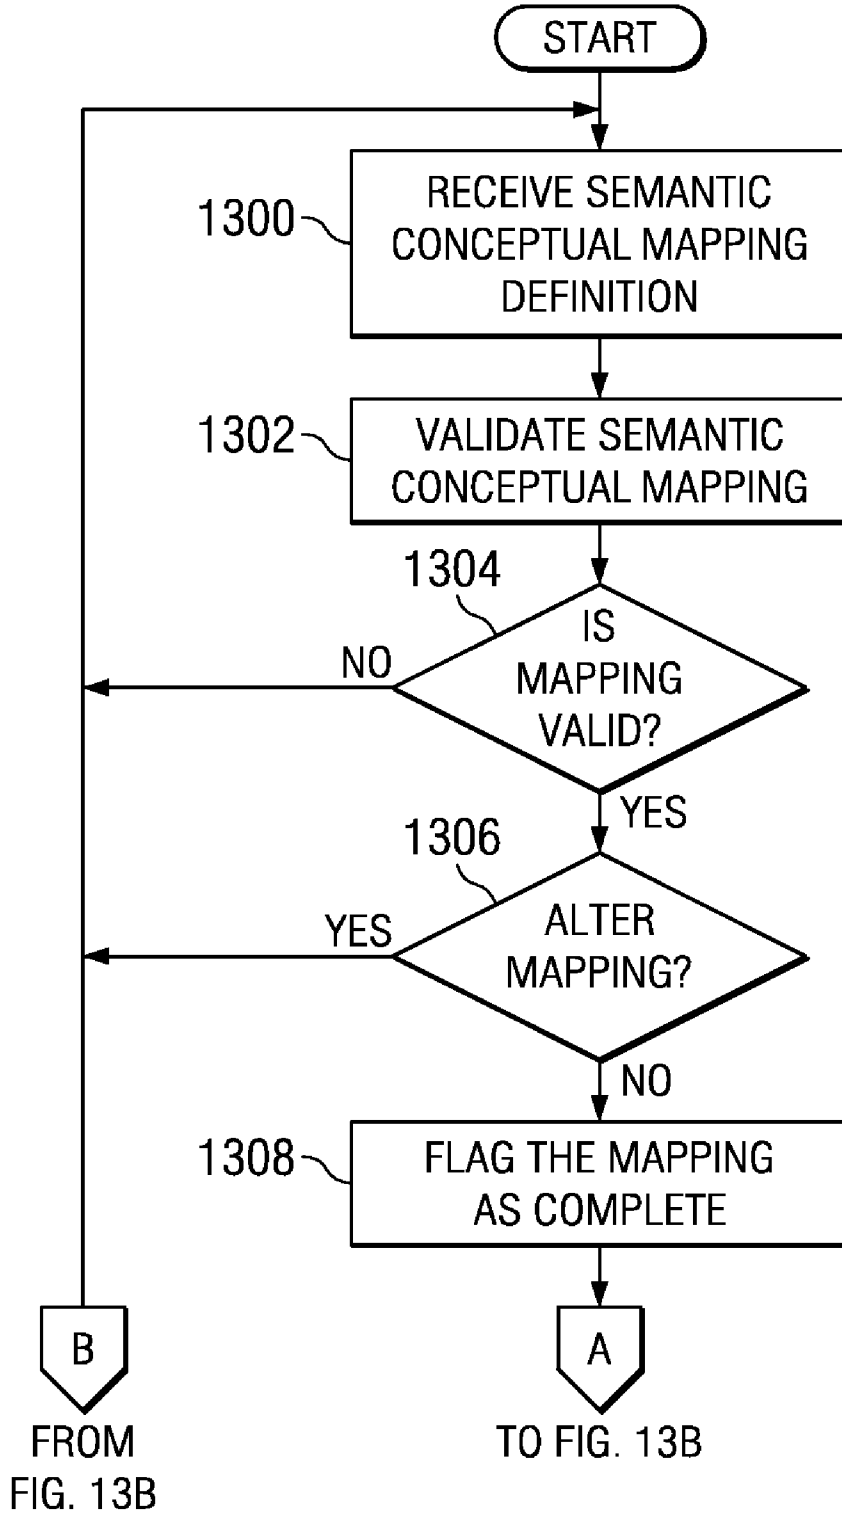 START
1300
RECEIVE SEMANTIC
CONCEPTUAL MAPPING
DEFINITION
1302
VALIDATE SEMANTIC
CONCEPTUAL MAPPING
1304
IS
MAPPING
VALID?
NO
YES
1306
ALTER
MAPPING?
YES
NO
1308
FLAG THE MAPPING
AS COMPLETE
B
FROM
FIG. 13B
A
TO FIG. 13B